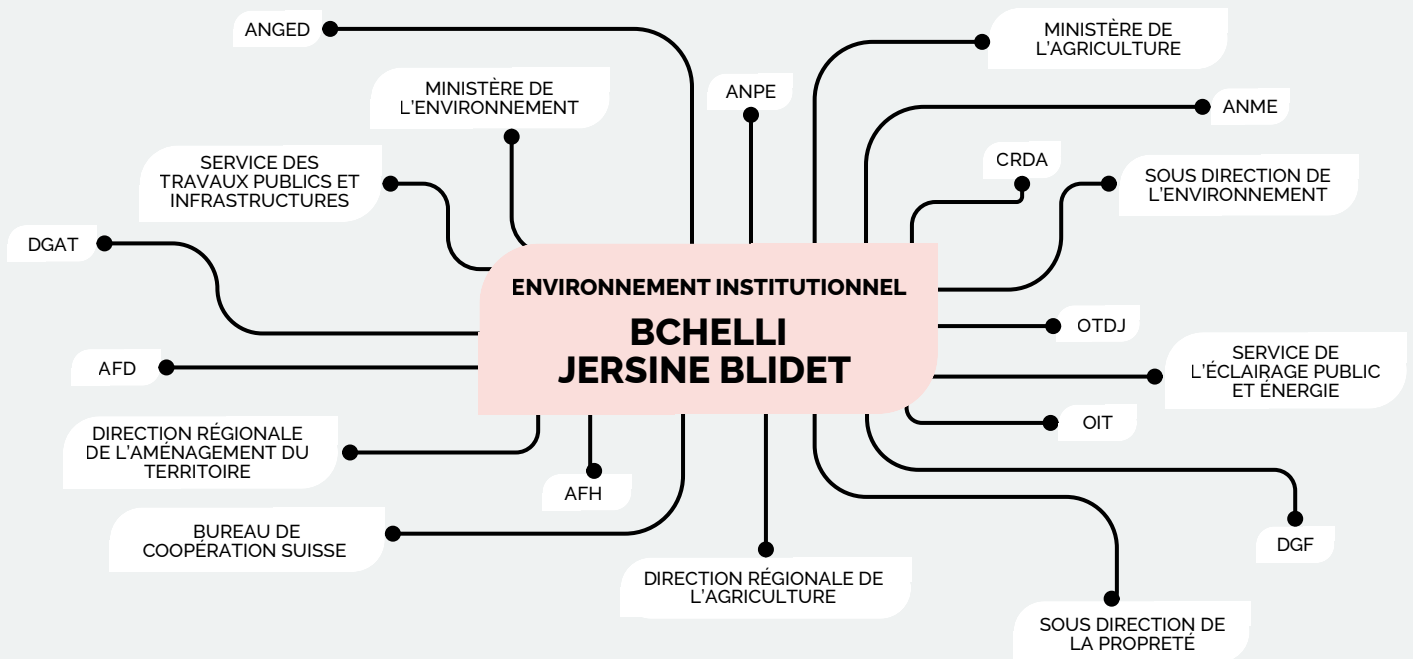 ANGED
MINISTÈRE DE
L'AGRICULTURE
MINISTÈRE DE
L'ENVIRONNEMENT
ANPE
ANME
SERVICE DES
TRAVAUX PUBLICS ET
INFRASTRUCTURES
CRDA
SOUS DIRECTION DE
L'ENVIRONNEMENT
DGAT
ENVIRONNEMENT INSTITUTIONNEL
BCHELLI
JERSINE BLIDET
OTDJ
AFD
SERVICE DE
L'ÉCLAIRAGE PUBLIC
ET ÉNERGIE
OIT
DIRECTION RÉGIONALE
DE L'AMÉNAGEMENT DU
TERRITOIRE
AFH
BUREAU DE
COOPÉRATION SUISSE
DGF
DIRECTION RÉGIONALE DE
L'AGRICULTURE
SOUS DIRECTION DE
LA PROPRETÉ